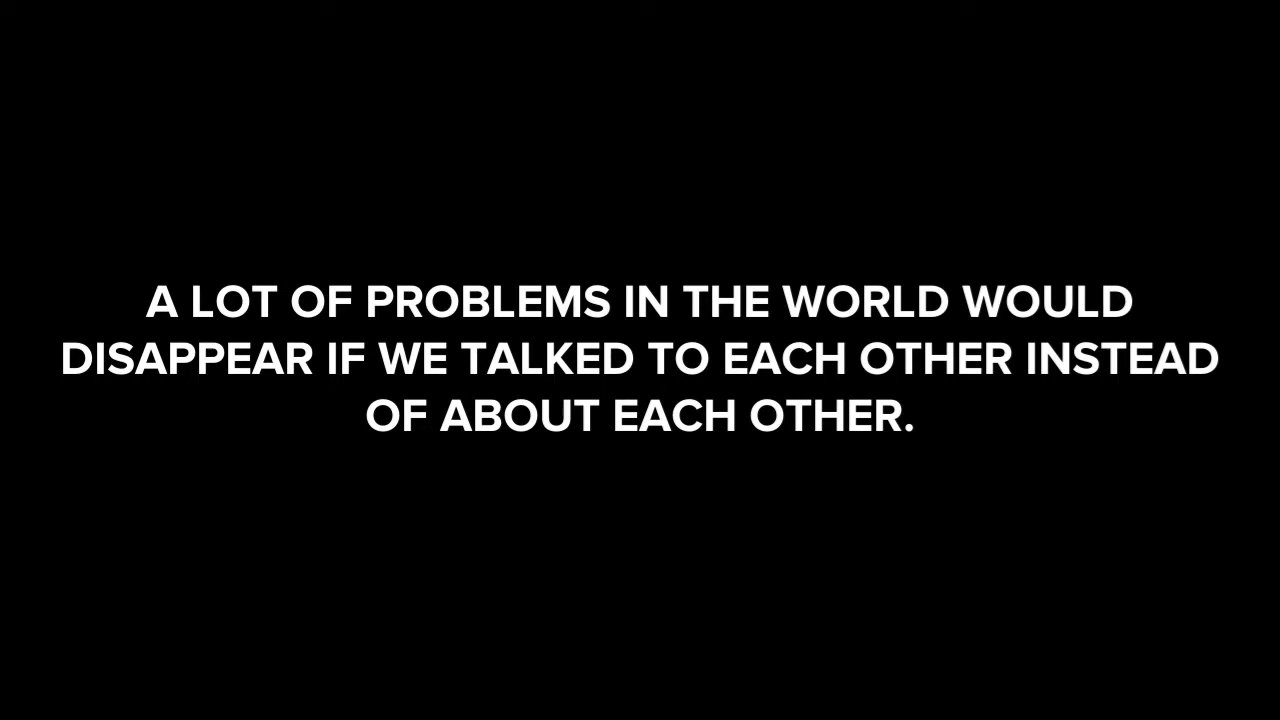 A LOT OF PROBLEMS IN THE WORLD WOULD
DISAPPEAR IF WE TALKED TO EACH OTHER INSTEAD
OF ABOUT EACH OTHER.